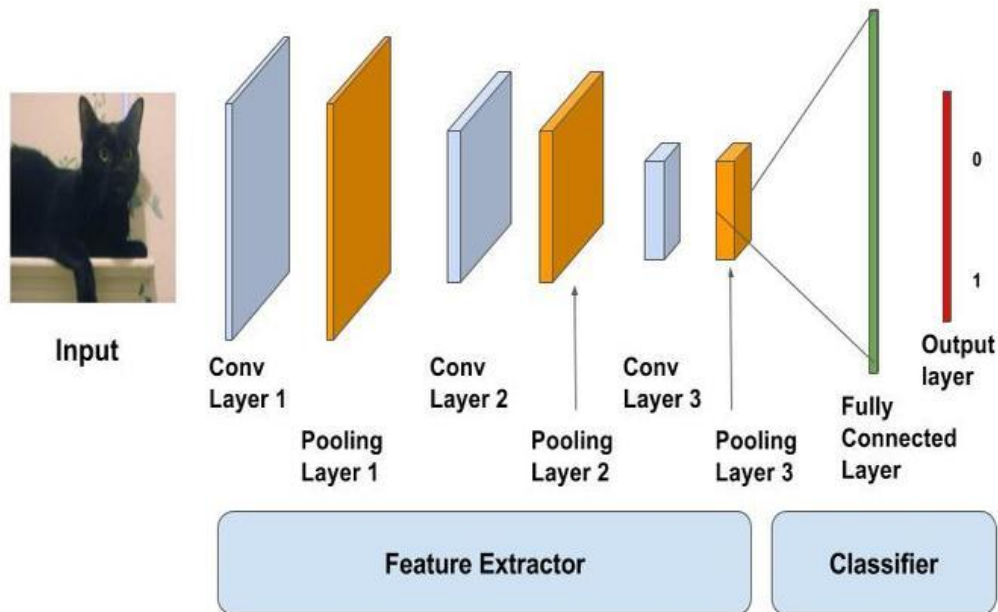 Input
Conv
Layer 1
Pooling
Layer 1
Conv
Layer 2
Pooling
Layer 2
Conv
Layer 3
Pooling
Layer 3
Fully
Connected
Layer
0
1
Output
layer
Feature Extractor
Classifier